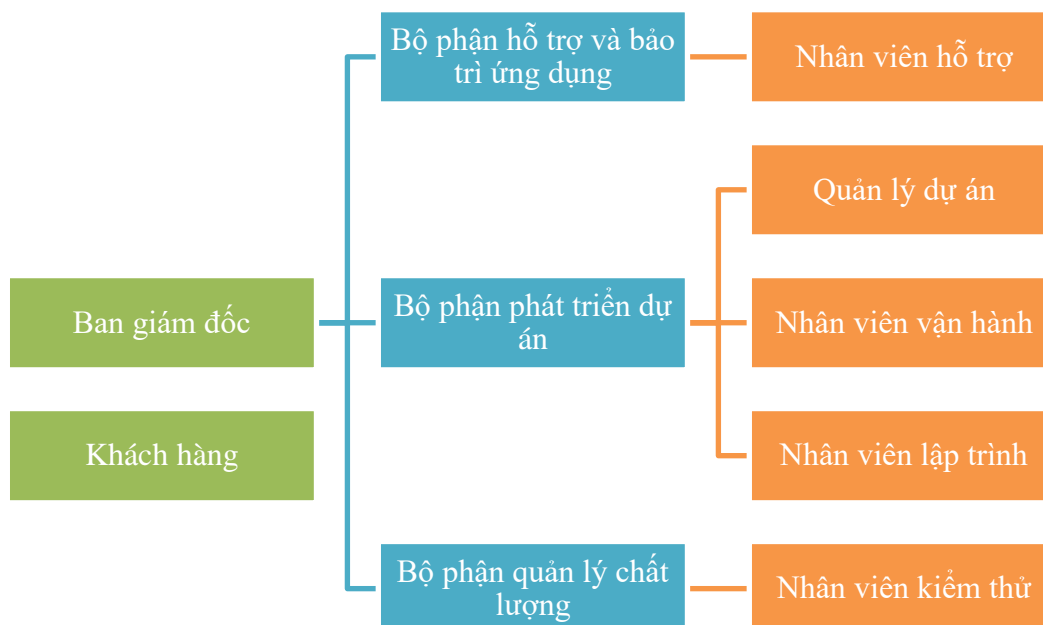 Bộ phận hỗ trợ và bảo
trì ứng dụng
Nhân viên hỗ trợ
Quản lý dự án
Ban giám đốc
Bộ phận phát triển dự
án
Nhân viên vận hành
Khách hàng
Nhân viên lập trình
Bộ phận quản lý chất
lượng
Nhân viên kiểm thử